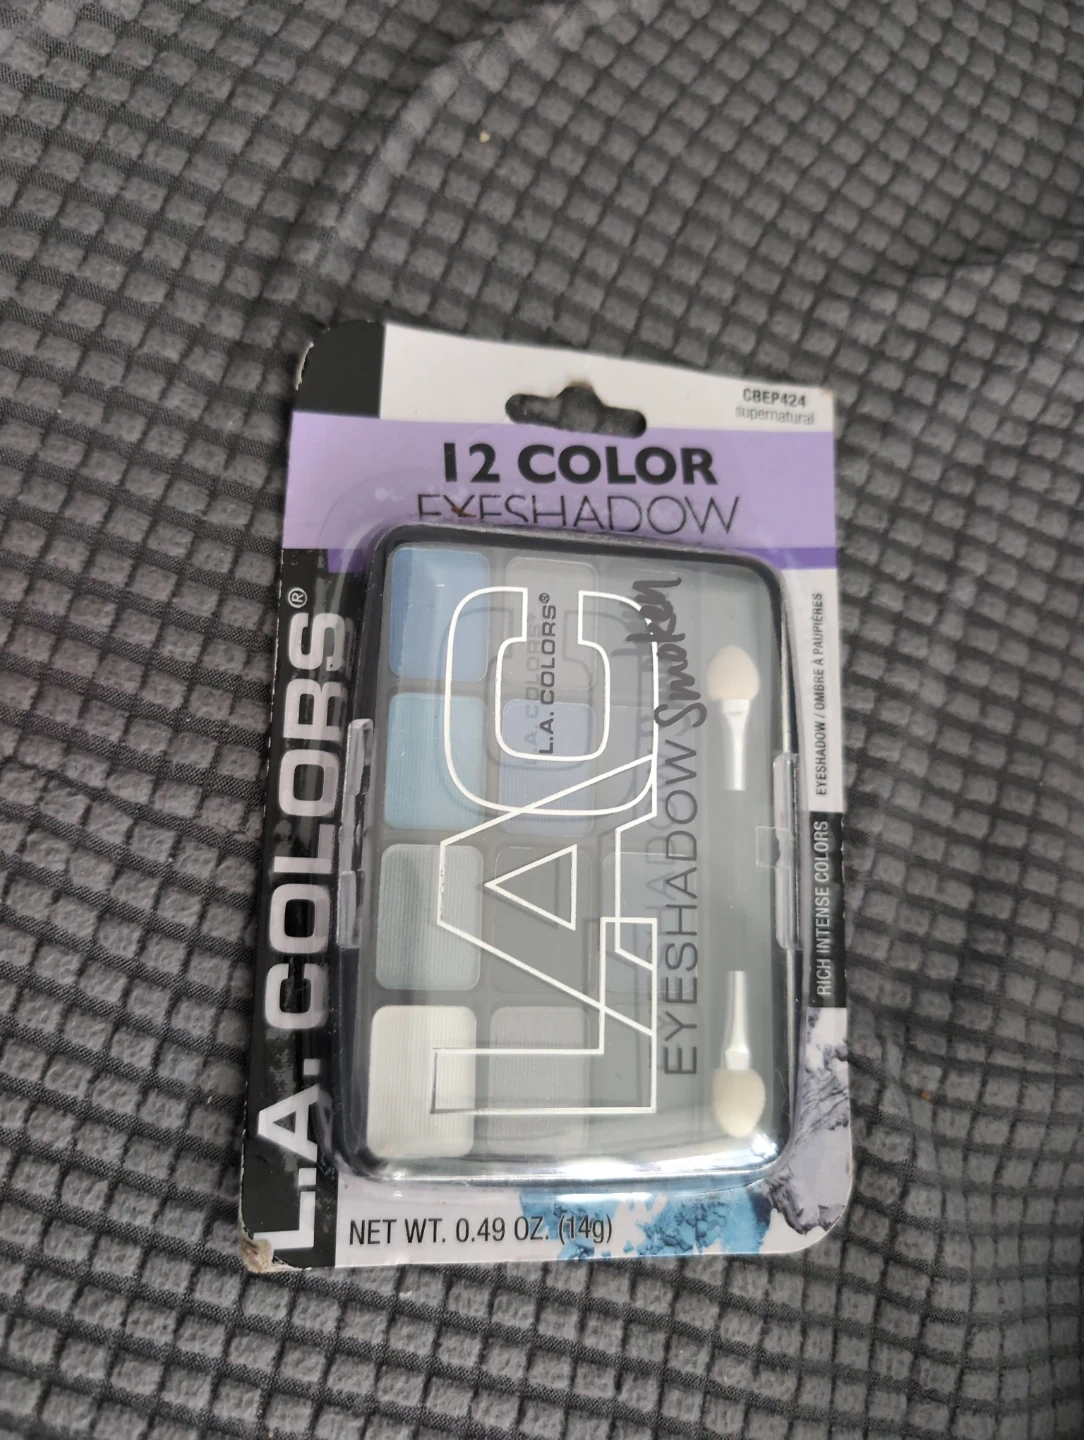 CBEP424
supernatural
12 COLOR
EYESHADOW
L.A. COLORS®
L.A. COLORS®
LAC
EYESHADOW Smoken
EYESHADOW / OMBRE À PAUPIÈRES
RICH INTENSE COLORS
NET WT. 0.49 OZ. (14g)